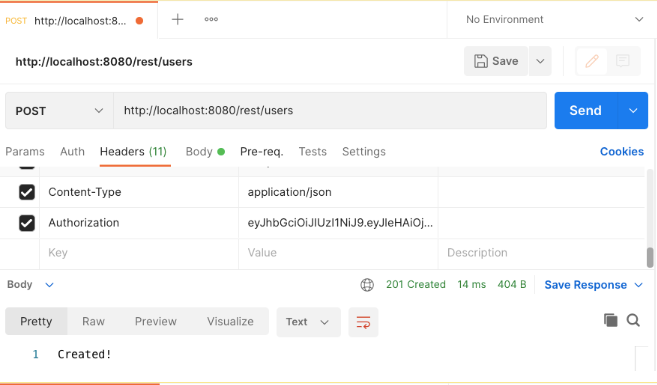 POST http://localhost:8... No Environment
http://localhost:8080/rest/users Save
POST http://localhost:8080/rest/users Send
Params Auth Headers (11) Body Pre-req. Tests Settings Cookies
Content-Type application/json
Authorization eyJhbGciOiJIUzI1NiJ9.eyJleHAiOj...
Key Value Description
Body 201 Created 14 ms 404 B Save Response
Pretty Raw Preview Visualize Text
1 Created!